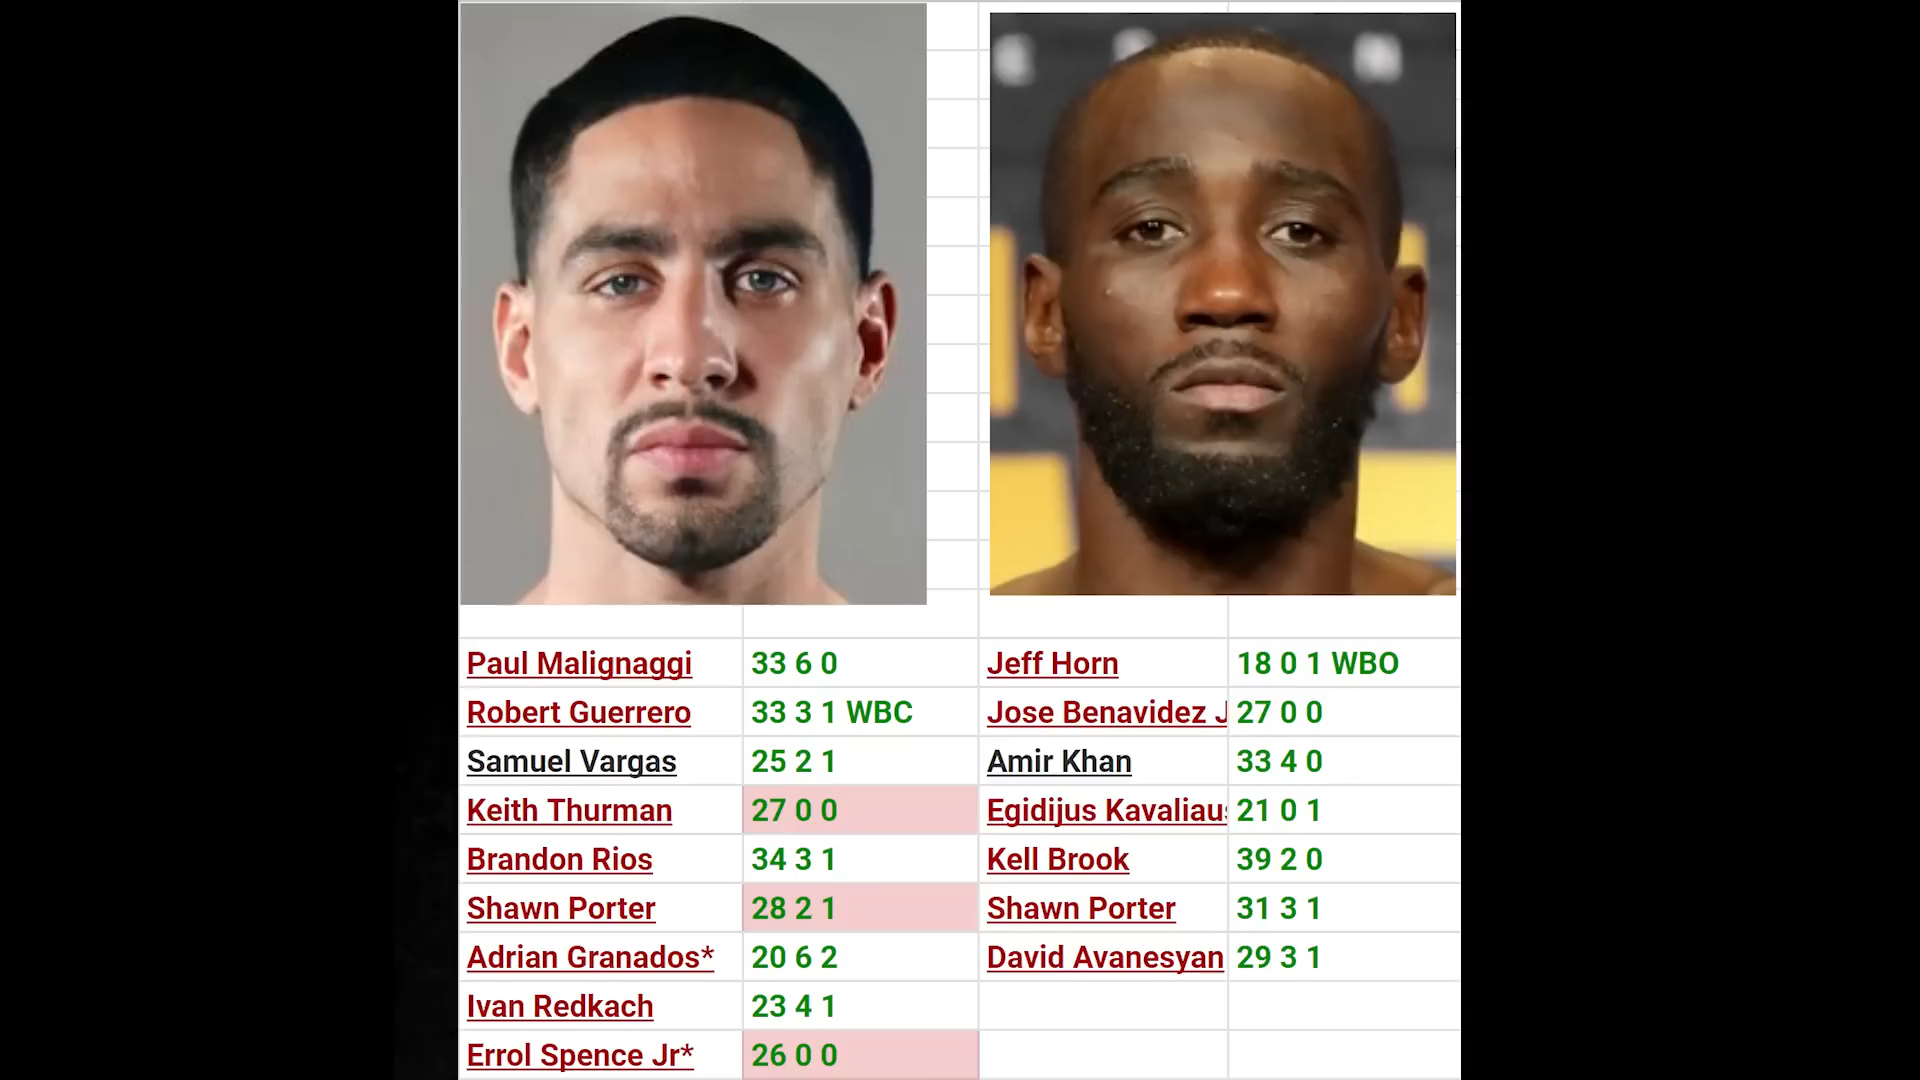 Paul Malignaggi 33 6 0 Jeff Horn 18 0 1 WBO
Robert Guerrero 33 3 1 WBC Jose Benavidez J 27 0 0
Samuel Vargas 25 2 1 Amir Khan 33 4 0
Keith Thurman 27 0 0 Egidijus Kavaliaus 21 0 1
Brandon Rios 34 3 1 Kell Brook 39 2 0
Shawn Porter 28 2 1 Shawn Porter 31 3 1
Adrian Granados* 20 6 2 David Avanesyan 29 3 1
Ivan Redkach 23 4 1
Errol Spence Jr* 26 0 0